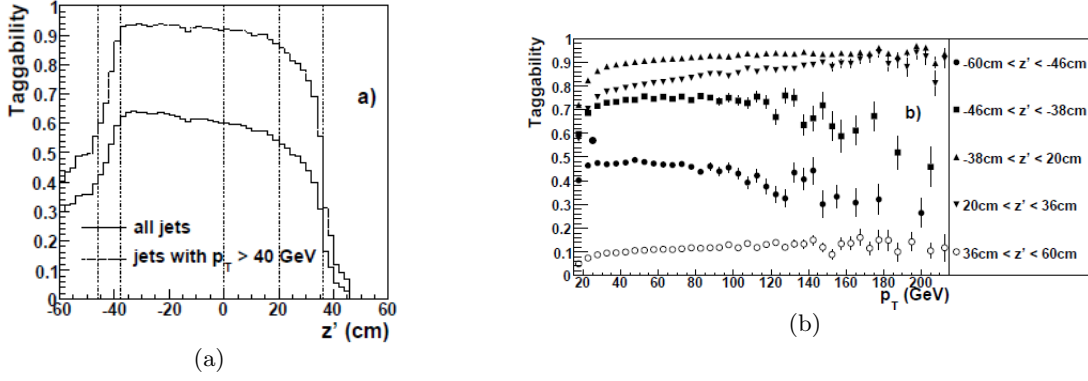 Taggability
1
0.9
0.8
0.7
0.6
0.5
0.4
0.3
0.2
0.1
0
a)
all jets
jets with p_T > 40 GeV
-60 -40 -20 0 20 40 60
z' (cm)
(a)
Taggability
1
0.9
0.8
0.7
0.6
0.5
0.4
0.3
0.2
0.1
0
b)
20 40 60 80 100 120 140 160 180 200
p_T (GeV)
-60cm < z' < -46cm
-46cm < z' < -38cm
-38cm < z' < 20cm
20cm < z' < 36cm
36cm < z' < 60cm
(b)